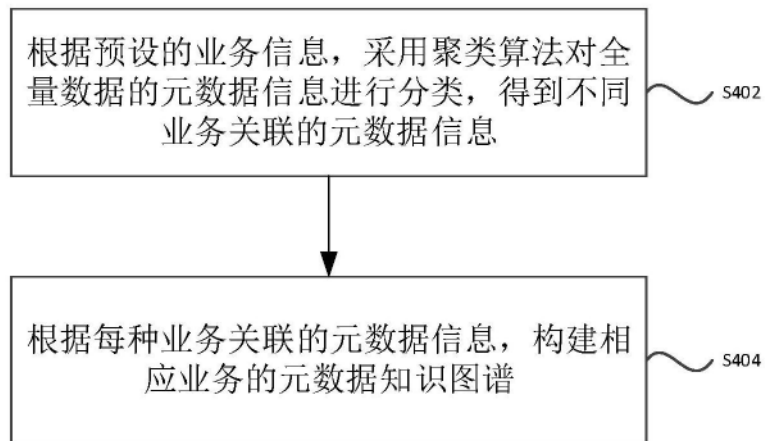 根据预设的业务信息，采用聚类算法对全
量数据的元数据信息进行分类，得到不同
业务关联的元数据信息
S402
根据每种业务关联的元数据信息，构建相
应业务的元数据知识图谱
S404